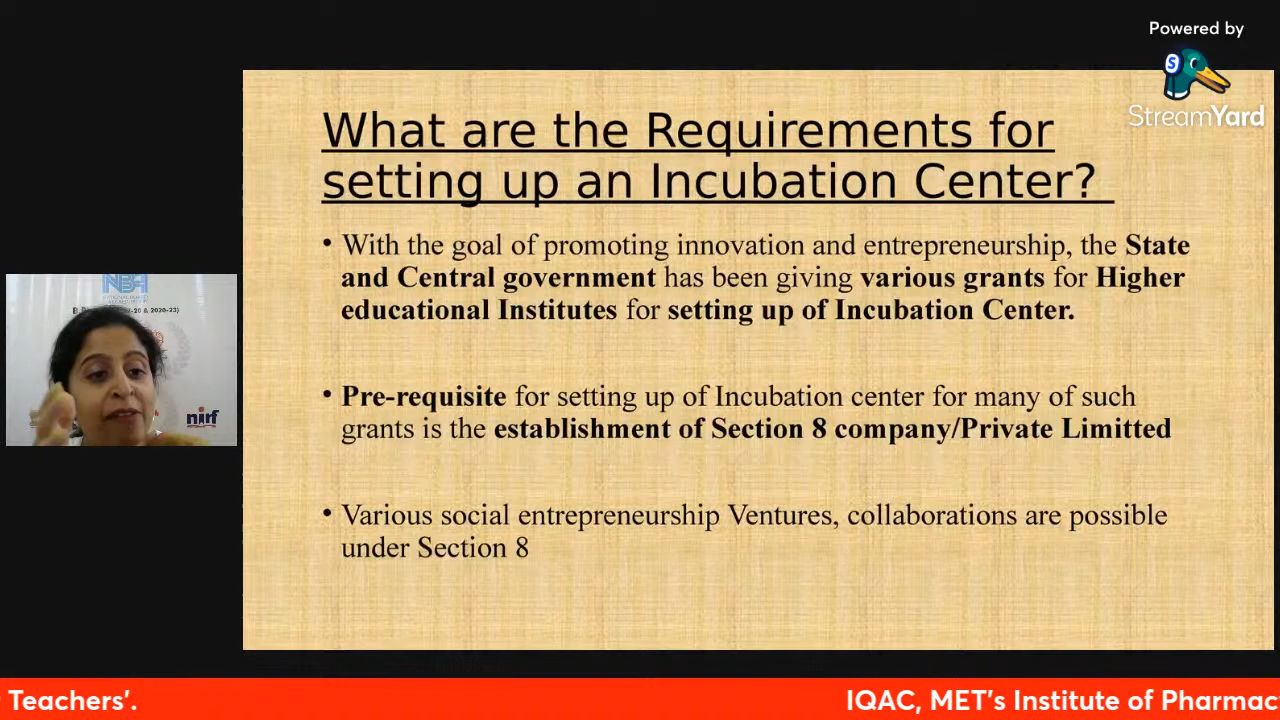 Powered by
StreamYard
What are the Requirements for
setting up an Incubation Center?
• With the goal of promoting innovation and entrepreneurship, the State
and Central government has been giving various grants for Higher
educational Institutes for setting up of Incubation Center.
• Pre-requisite for setting up of Incubation center for many of such
grants is the establishment of Section 8 company/Private Limitted
• Various social entrepreneurship Ventures, collaborations are possible
under Section 8
NBA
nirf
Teachers'.
IQAC, MET's Institute of Pharmac